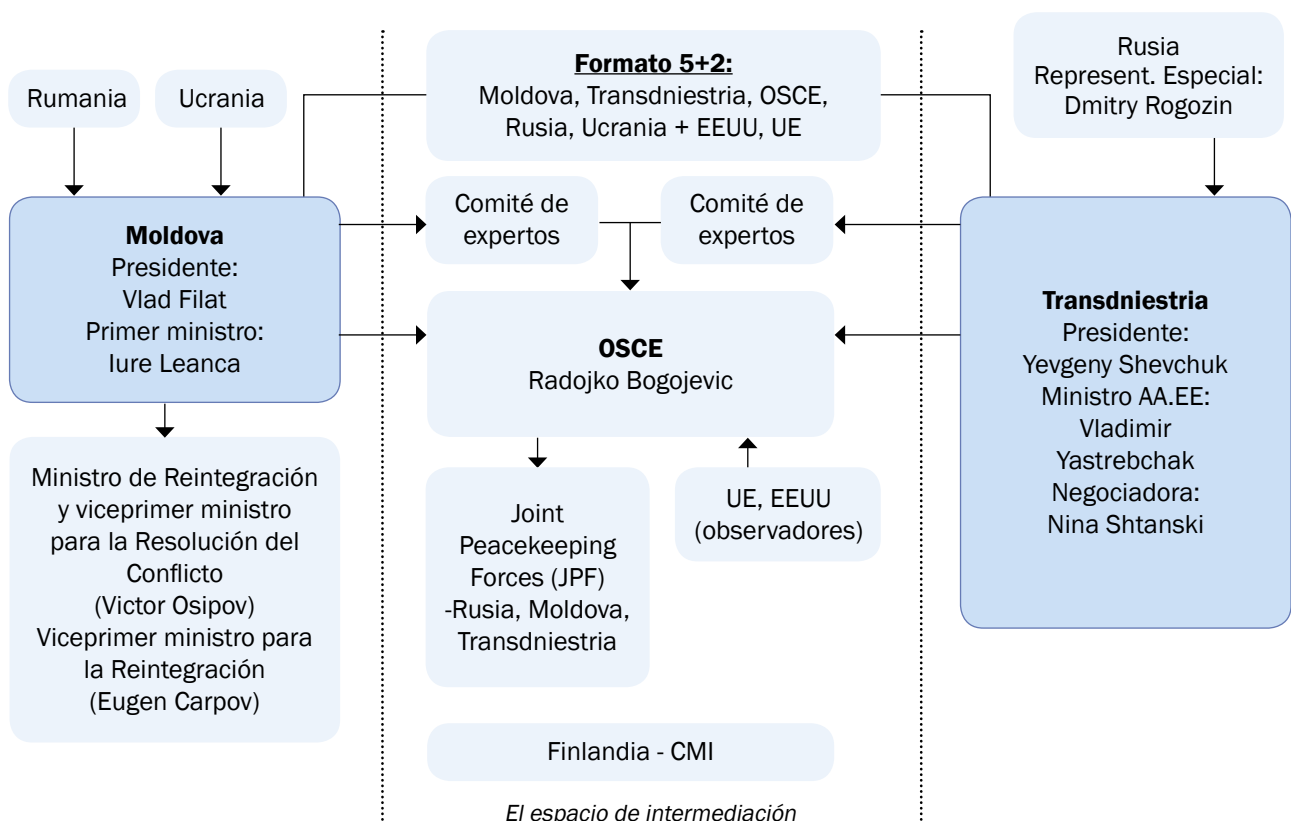 Rumania
Ucrania
Moldova
Presidente:
Vlad Filat
Primer ministro:
Iure Leanca
Ministro de Reintegración
y viceprimer ministro
para la Resolución del
Conflicto
(Victor Osipov)
Viceprimer ministro para
la Reintegración
(Eugen Carpov)
Formato 5+2:
Moldova, Transdniestria, OSCE,
Rusia, Ucrania + EEUU, UE
Comité de
expertos
Comité de
expertos
OSCE
Radojko Bogojevic
Joint
Peacekeeping
Forces (JPF)
-Rusia, Moldova,
Transdniestria
UE, EEUU
(observadores)
Finlandia - CMI
El espacio de intermediación
Rusia
Represent. Especial:
Dmitry Rogozin
Transdniestria
Presidente:
Yevgeny Shevchuk
Ministro AA.EE:
Vladimir
Yastrebchak
Negociadora:
Nina Shtanski